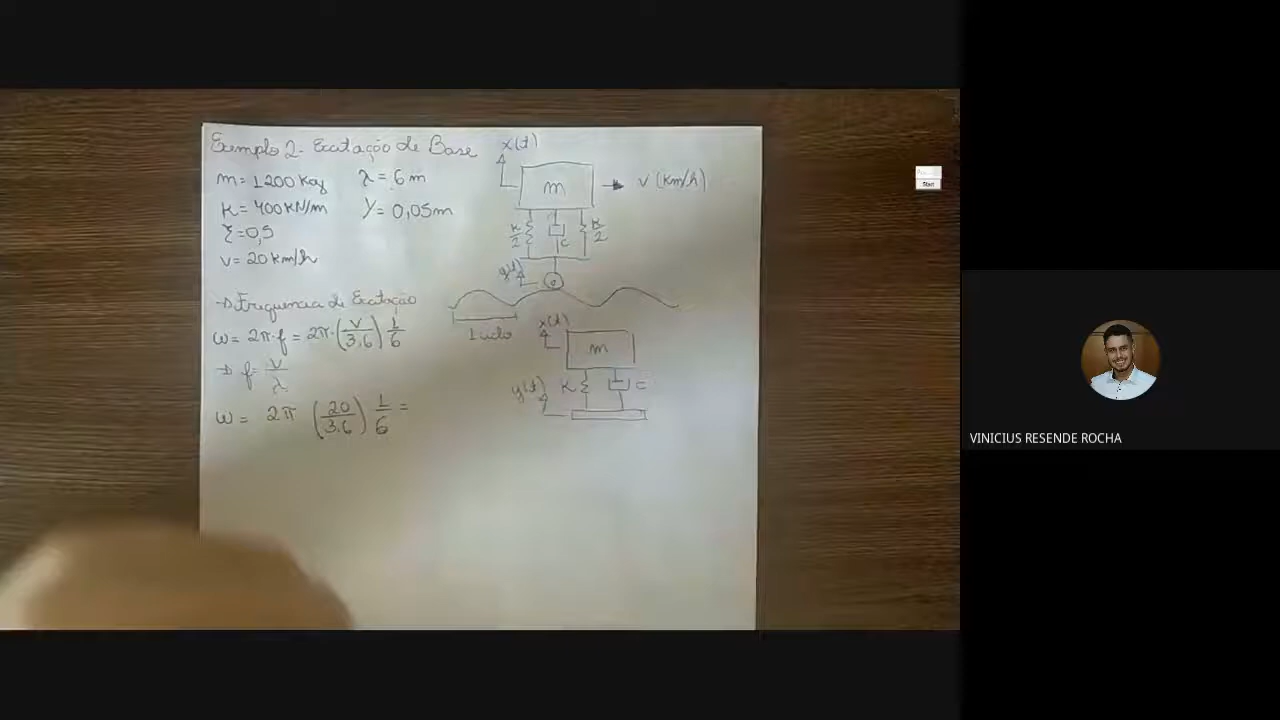 Exemplo 2 - Excitação de Base
m = 1200 Kg
λ = 6 m
K = 400 KN/m
Y = 0,05 m
ξ = 0,5
v = 20 km/h
→ Frequencia de Excitação
ω = 2π·f = 2π·(v/3.6) 1/6
→ f = v/λ
ω = 2π (20/3.6) 1/6 =
x(t)
m
v (km/h)
K/2
c
K/2
y(t)
1 ciclo
x(t)
m
K
c
y(t)
Start
VINICIUS RESENDE ROCHA